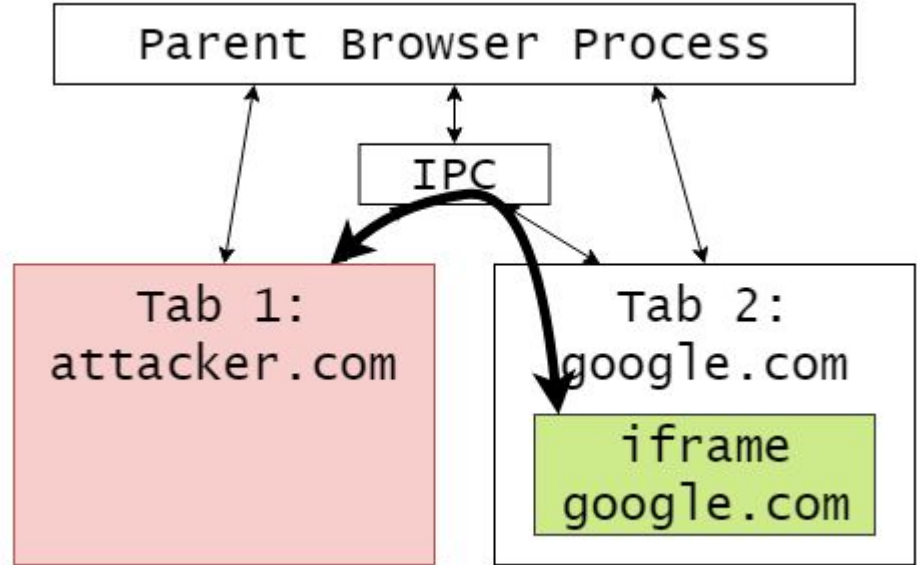 Parent Browser Process
IPC
Tab 1:
attacker.com
Tab 2:
google.com
iframe
google.com